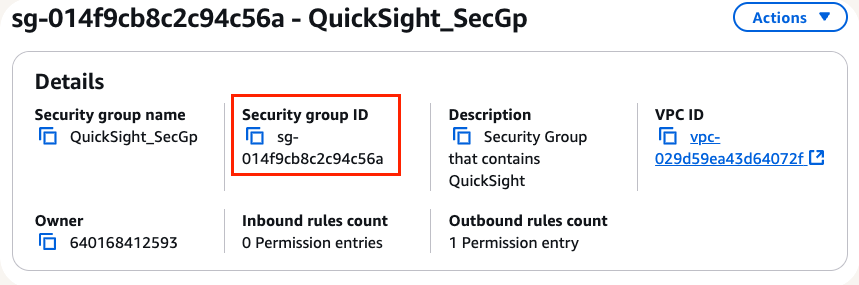 sg-014f9cb8c2c94c56a - QuickSight_SecGp
Actions
Details
Security group name
QuickSight_SecGp
Security group ID
sg-
014f9cb8c2c94c56a
Description
Security Group
that contains
QuickSight
VPC ID
vpc-
029d59ea43d64072f
Owner
640168412593
Inbound rules count
0 Permission entries
Outbound rules count
1 Permission entry